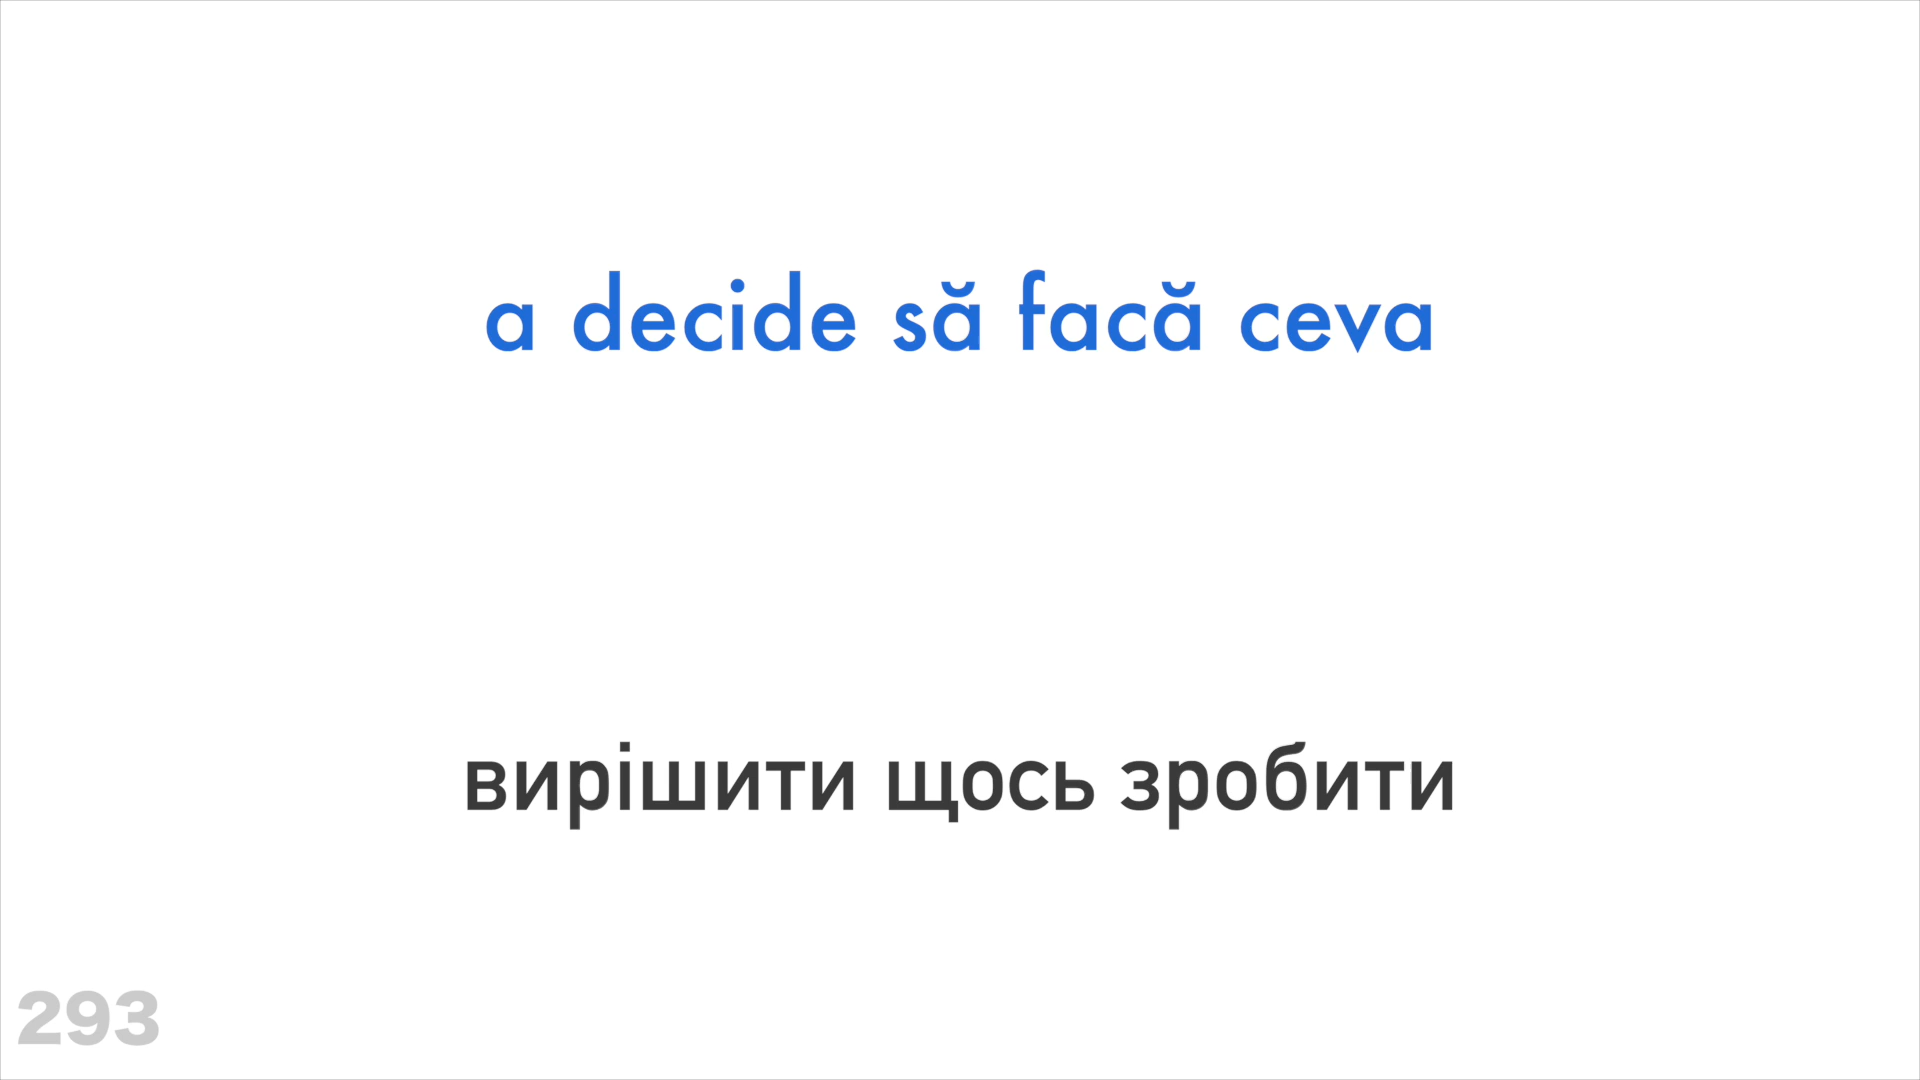 a decide să facă ceva
вирішити щось зробити
293